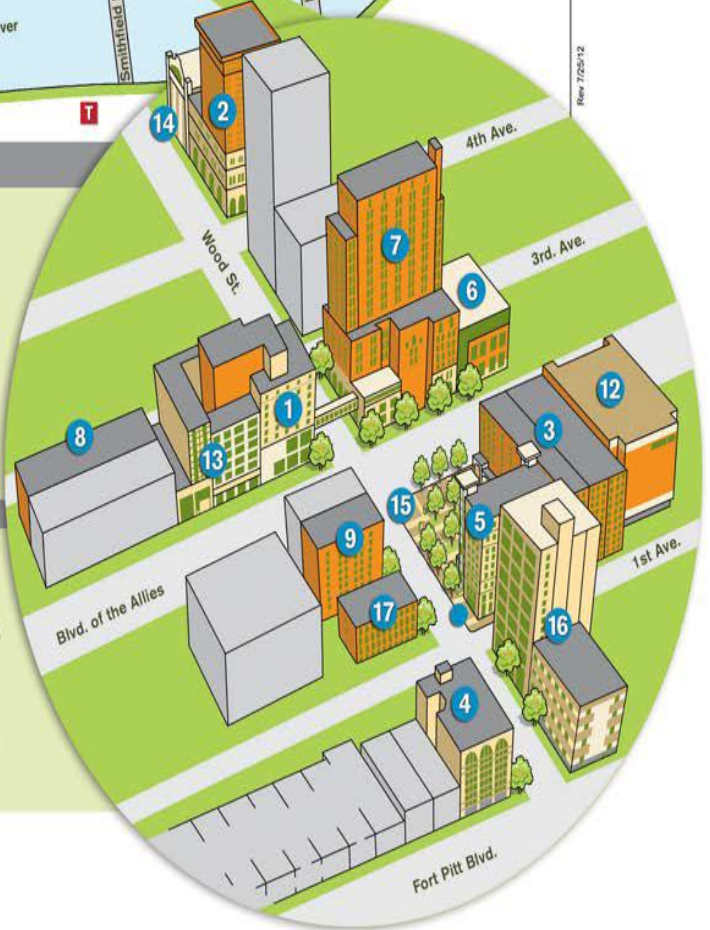 ver
Smithfield
T
Rev 7/25/12
2
14
4th Ave.
7
Wood St.
3rd. Ave.
6
12
1
3
8
13
15
5
9
1st Ave.
Blvd. of the Allies
17
16
4
Fort Pitt Blvd.